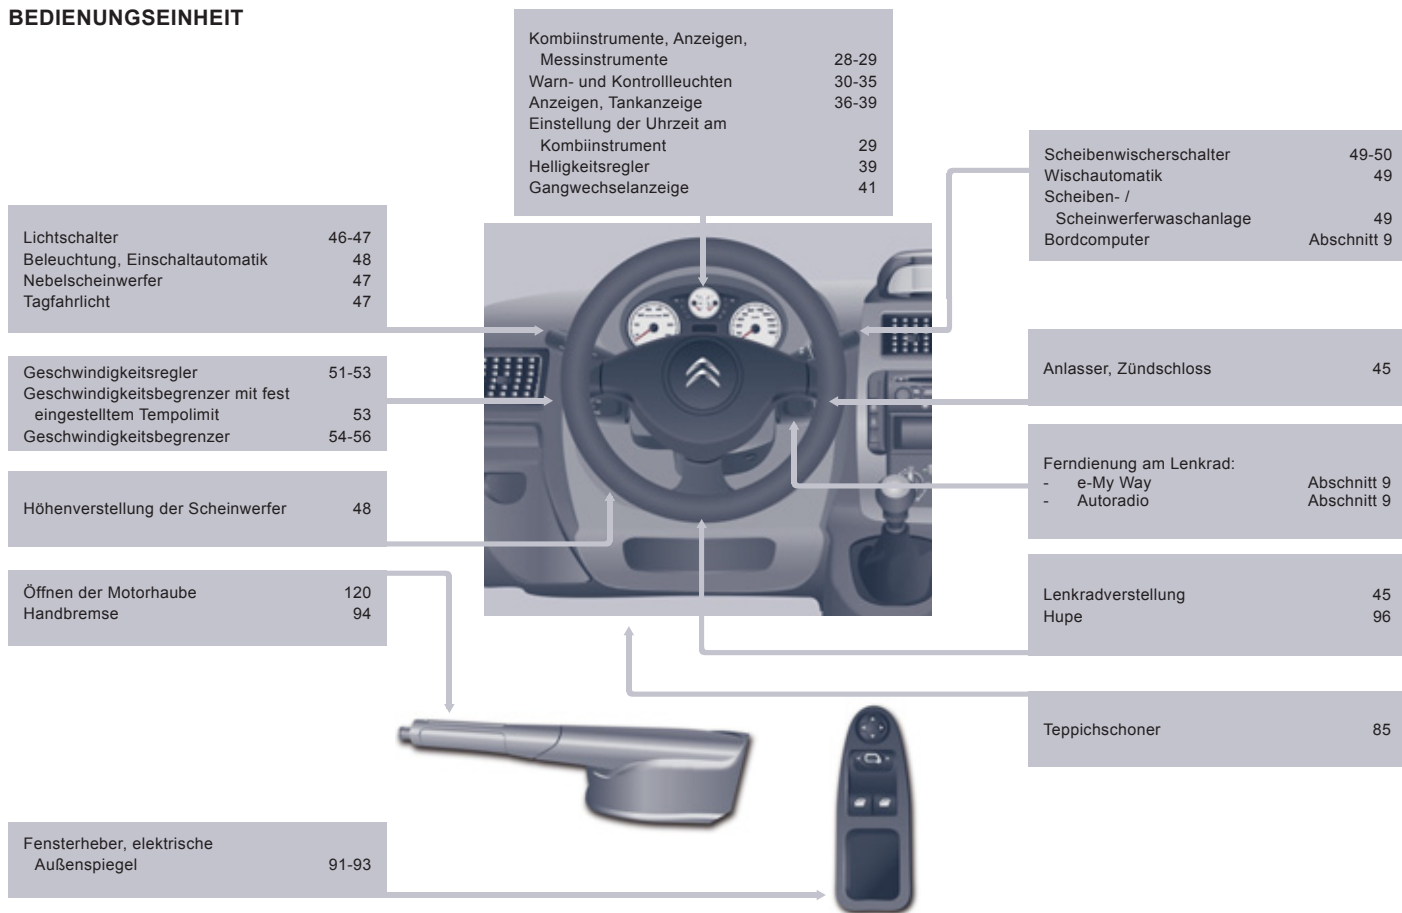 BEDIENUNGSEINHEIT
Kombiinstrumente, Anzeigen,
Messinstrumente 28-29
Warn- und Kontrollleuchten 30-35
Anzeigen, Tankanzeige 36-39
Einstellung der Uhrzeit am
Kombiinstrument 29
Helligkeitsregler 39
Gangwechselanzeige 41
Lichtschalter 46-47
Beleuchtung, Einschaltautomatik 48
Nebelscheinwerfer 47
Tagfahrlicht 47
Geschwindigkeitsregler 51-53
Geschwindigkeitsbegrenzer mit fest
eingestelltem Tempolimit 53
Geschwindigkeitsbegrenzer 54-56
Höhenverstellung der Scheinwerfer 48
Öffnen der Motorhaube 120
Handbremse 94
Fensterheber, elektrische
Außenspiegel 91-93
Scheibenwischerschalter 49-50
Wischautomatik 49
Scheiben- /
Scheinwerferwaschanlage 49
Bordcomputer Abschnitt 9
Anlasser, Zündschloss 45
Ferndienung am Lenkrad:
- e-My Way Abschnitt 9
- Autoradio Abschnitt 9
Lenkradverstellung 45
Hupe 96
Teppichschoner 85